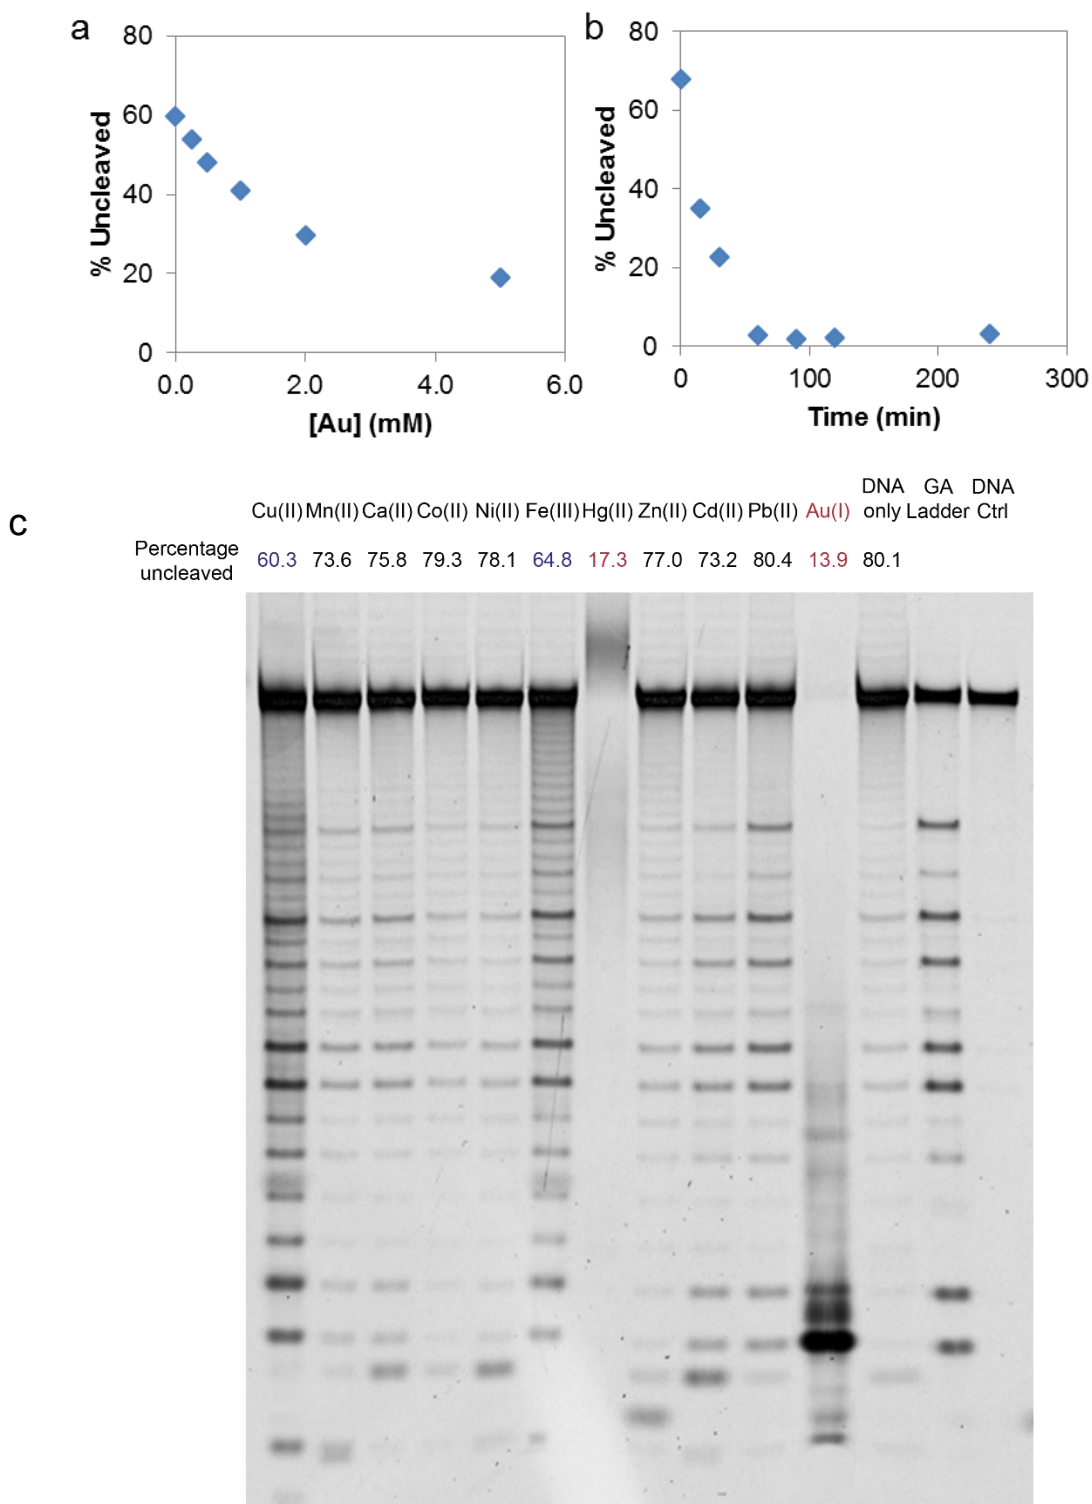 a
80
60
40
20
0
% Uncleaved
0.0 2.0 4.0 6.0
[Au] (mM)
b
80
60
40
20
0
% Uncleaved
0 100 200 300
Time (min)
c
DNA GA DNA
Cu(II) Mn(II) Ca(II) Co(II) Ni(II) Fe(III) Hg(II) Zn(II) Cd(II) Pb(II) Au(I) only Ladder Ctrl
Percentage
uncleaved
60.3 73.6 75.8 79.3 78.1 64.8 17.3 77.0 73.2 80.4 13.9 80.1